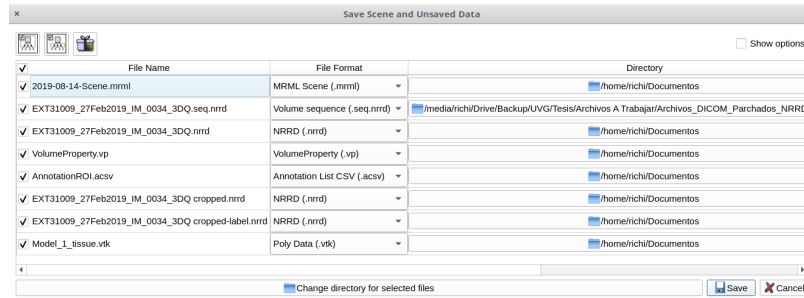 Save Scene and Unsaved Data
Show options
File Name File Format Directory
2019-08-14-Scene.mrml MRML Scene (.mrml) /home/richi/Documentos
EXT31009_27Feb2019_IM_0034_3DQ.seq.nrrd Volume sequence (.seq.nrrd) /media/richi/Drive/Backup/UVG/Tesis/Archivos A Trabajar/Archivos_DICOM_Parchados_NRRD
EXT31009_27Feb2019_IM_0034_3DQ.nrrd NRRD (.nrrd) /home/richi/Documentos
VolumeProperty.vp VolumeProperty (.vp) /home/richi/Documentos
AnnotationROI.acsv Annotation List CSV (.acsv) /home/richi/Documentos
EXT31009_27Feb2019_IM_0034_3DQ cropped.nrrd NRRD (.nrrd) /home/richi/Documentos
EXT31009_27Feb2019_IM_0034_3DQ cropped-label.nrrd NRRD (.nrrd) /home/richi/Documentos
Model_1_tissue.vtk Poly Data (.vtk) /home/richi/Documentos
Change directory for selected files Save Cancel